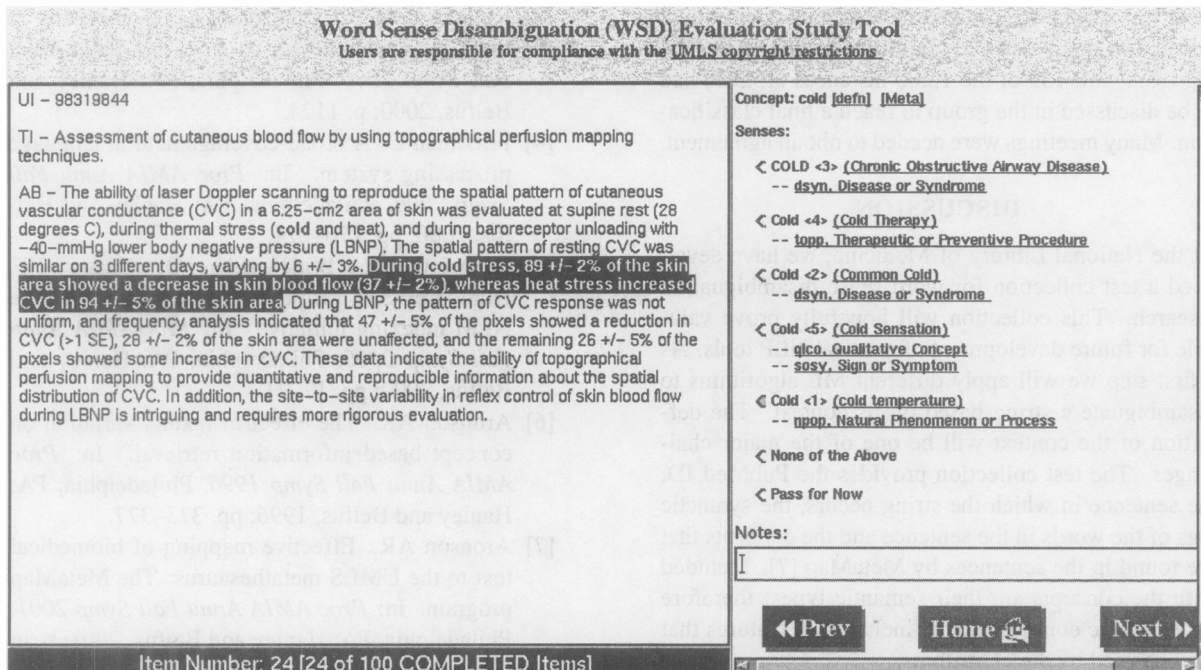 Word Sense Disambiguation (WSD) Evaluation Study Tool
Users are responsible for compliance with the UMLS copyright restrictions
UI – 98319844
TI – Assessment of cutaneous blood flow by using topographical perfusion mapping
techniques.
AB – The ability of laser Doppler scanning to reproduce the spatial pattern of cutaneous
vascular conductance (CVC) in a 6.25–cm2 area of skin was evaluated at supine rest (28
degrees C), during thermal stress (cold and heat), and during baroreceptor unloading with
–40–mmHg lower body negative pressure (LBNP). The spatial pattern of resting CVC was
similar on 3 different days, varying by 6 +/– 3%. During cold stress, 89 +/– 2% of the skin
area showed a decrease in skin blood flow (37 +/– 2%), whereas heat stress increased
CVC in 94 +/– 5% of the skin area. During LBNP, the pattern of CVC response was not
uniform, and frequency analysis indicated that 47 +/– 5% of the pixels showed a reduction in
CVC (>1 SE), 28 +/– 2% of the skin area were unaffected, and the remaining 26 +/– 5% of the
pixels showed some increase in CVC. These data indicate the ability of topographical
perfusion mapping to provide quantitative and reproducible information about the spatial
distribution of CVC. In addition, the site–to–site variability in reflex control of skin blood flow
during LBNP is intriguing and requires more rigorous evaluation.
Item Number: 24 [24 of 100 COMPLETED Items]
Concept: cold [defn] [Meta]
Senses:
COLD <3> (Chronic Obstructive Airway Disease)
-- dsyn, Disease or Syndrome
Cold <4> (Cold Therapy)
-- topp, Therapeutic or Preventive Procedure
Cold <2> (Common Cold)
-- dsyn, Disease or Syndrome
Cold <5> (Cold Sensation)
-- qlco, Qualitative Concept
sosy, Sign or Symptom
Cold <1> (cold temperature)
-- npop, Natural Phenomenon or Process
None of the Above
Pass for Now
Notes:
Prev Home Next